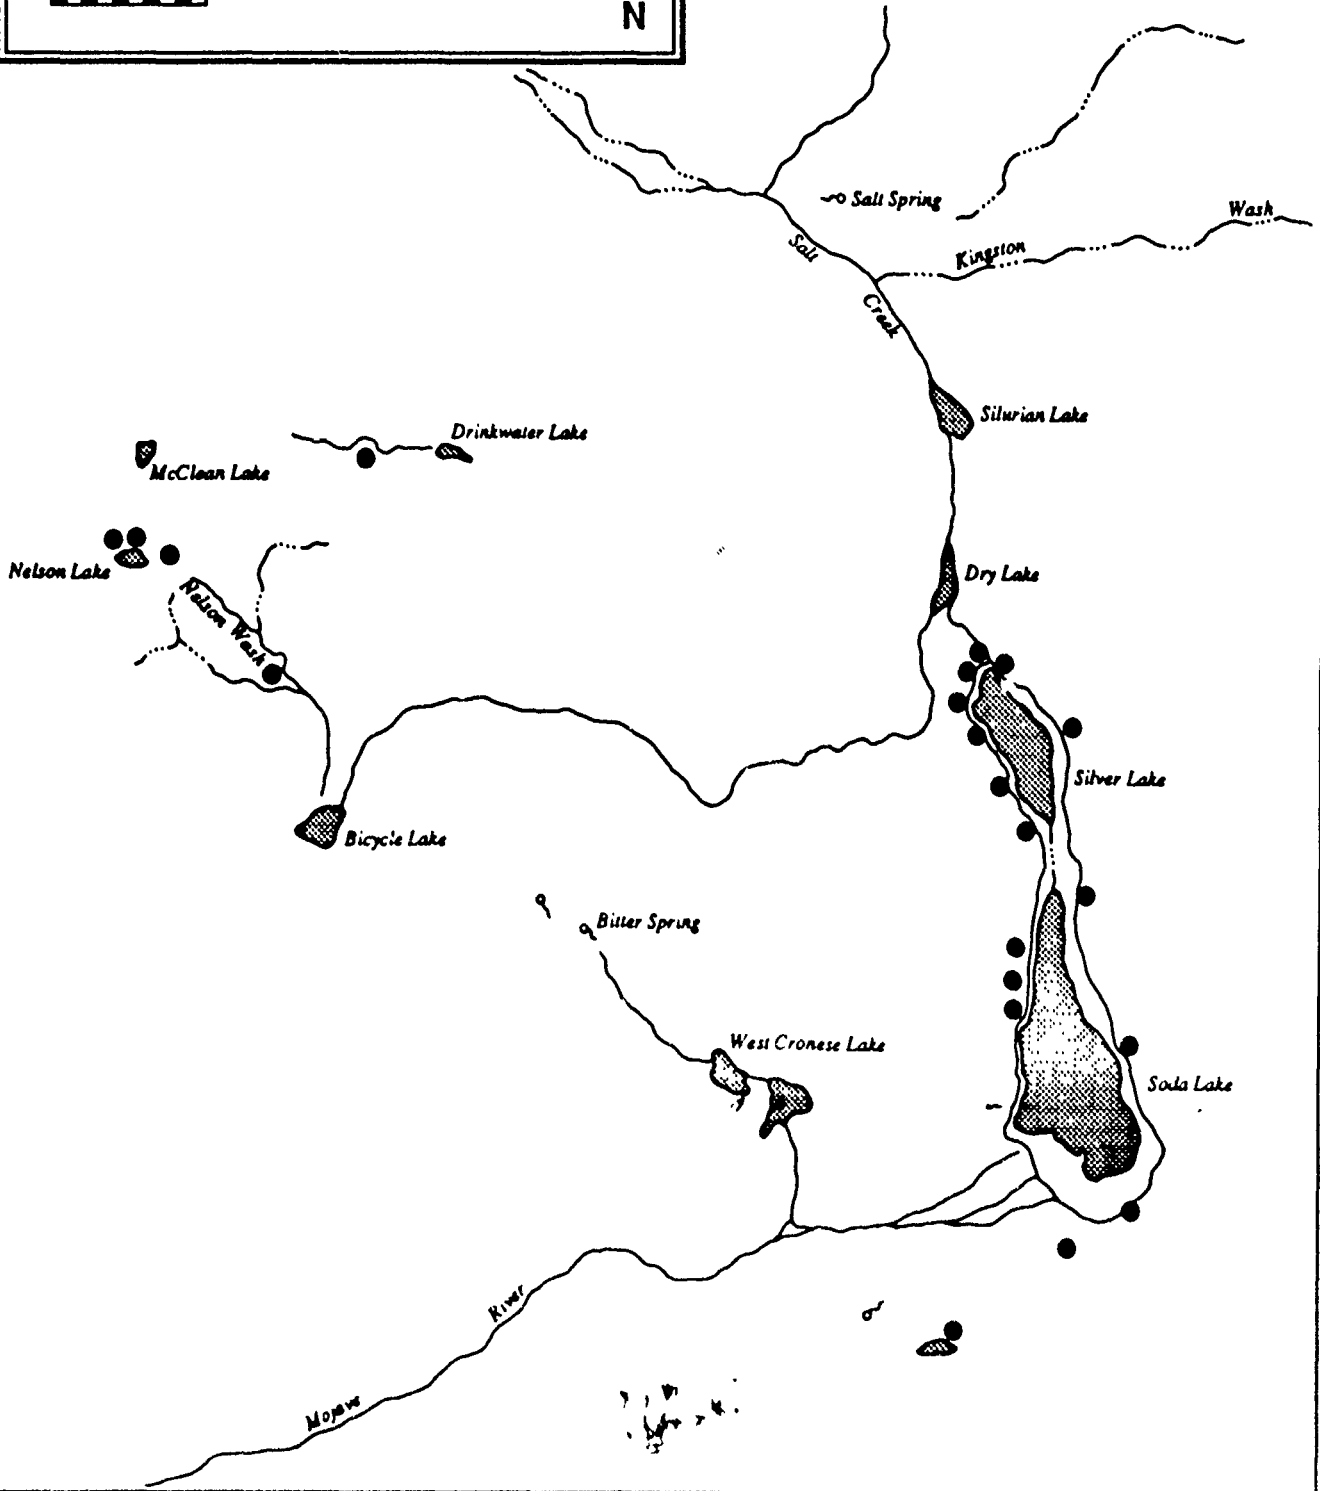 N
Salt Spring
Wash
Kingston
Salt
Creek
Silurian Lake
Drinkwater Lake
McClean Lake
Nelson Lake
Dry Lake
Nelson Wash
Silver Lake
Bicycle Lake
Bitter Spring
West Cronese Lake
Soda Lake
River
Mojave